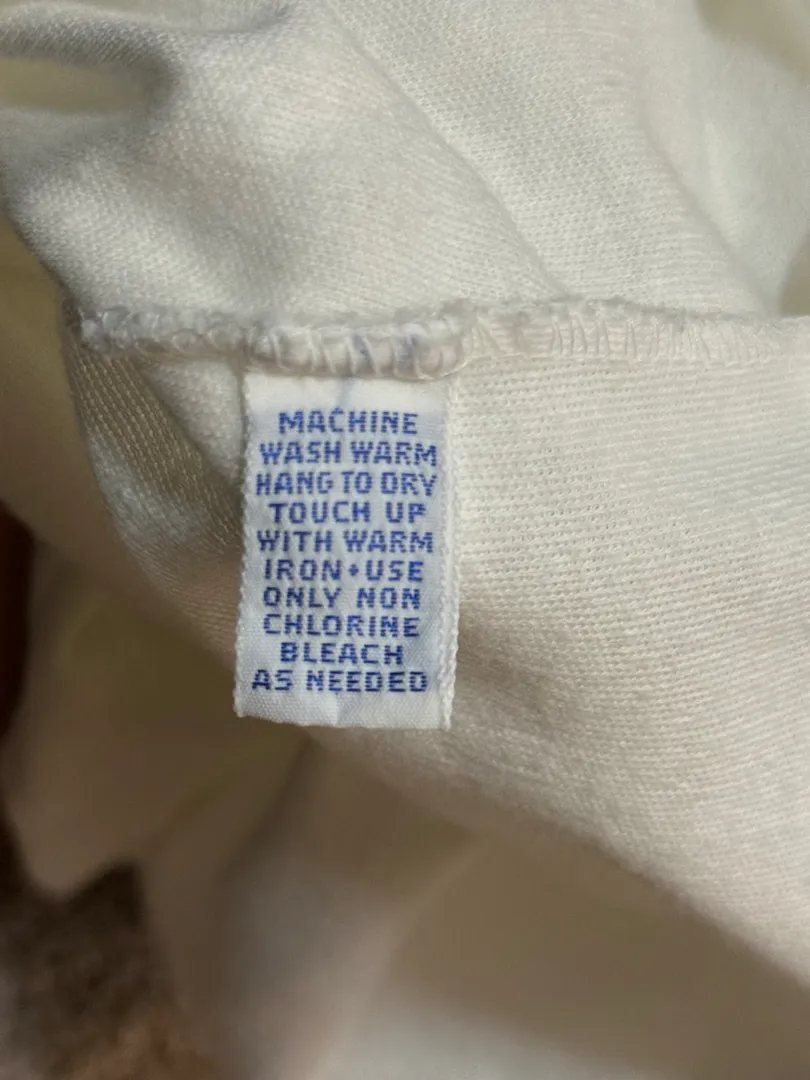 MACHINE
WASH WARM
HANG TO DRY
TOUCH UP
WITH WARM
IRON•USE
ONLY NON
CHLORINE
BLEACH
AS NEEDED